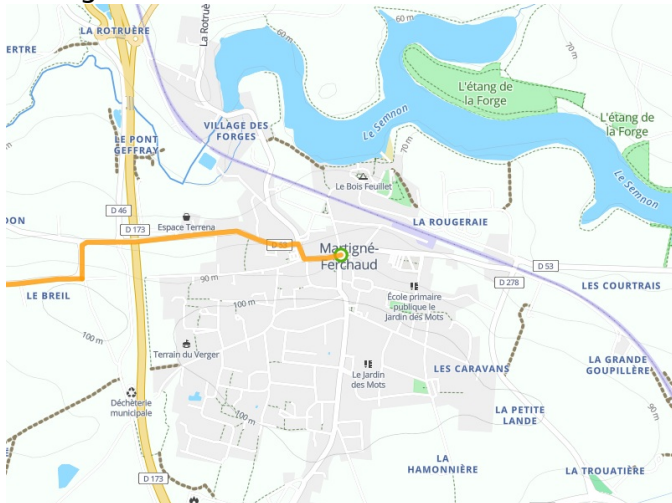 LA ROTRUÈRE
La Rotruè
60 m
60 m
70 m
ERTRE
L'étang de
la Forge
L'étang de
la Forge
VILLAGE DES
FORGES
Le Semnon
LE PONT
GEFFRAY
70 m
Le Bois Feuillet
Le Semnon
D 46
DON
Espace Terrena
D 173
LA ROUGERAIE
D 53
Martigné-
Ferchaud
D 53
90 m
D 278
LES COURTRAIS
LE BREIL
100 m
École primaire
publique le
Jardin des Mots
100 m
Terrain du Verger
LA GRANDE
GOUPILLÈRE
Le Jardin
des Mots
LES CARAVANS
Déchèterie
municipale
90 m
100 m
LA PETITE
LANDE
LA
HAMONNIÈRE
LA TROUATIÈRE
D 173